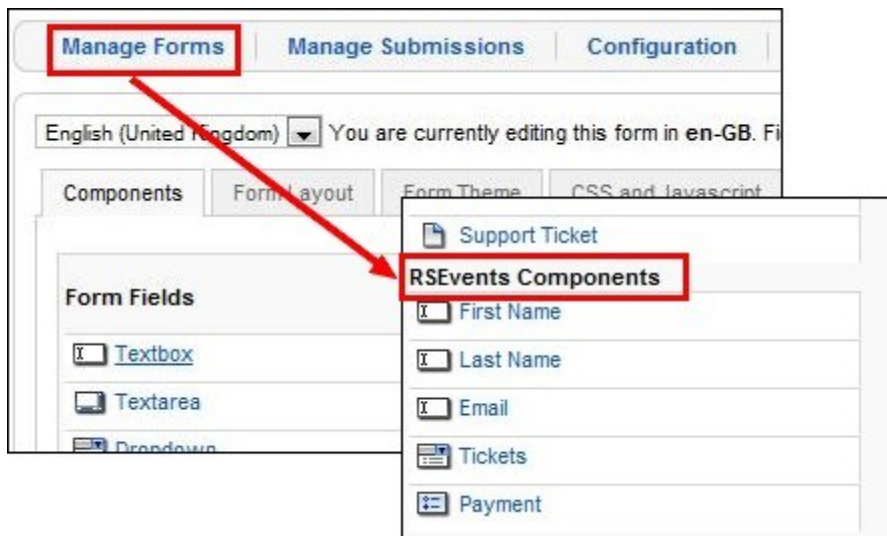 Manage Forms Manage Submissions Configuration
English (United Kingdom) You are currently editing this form in en-GB. Fi
Components Form Layout Form Theme CSS and Javascript
Form Fields
Textbox
Textarea
Dropdown
Support Ticket
RSEvents Components
First Name
Last Name
Email
Tickets
Payment